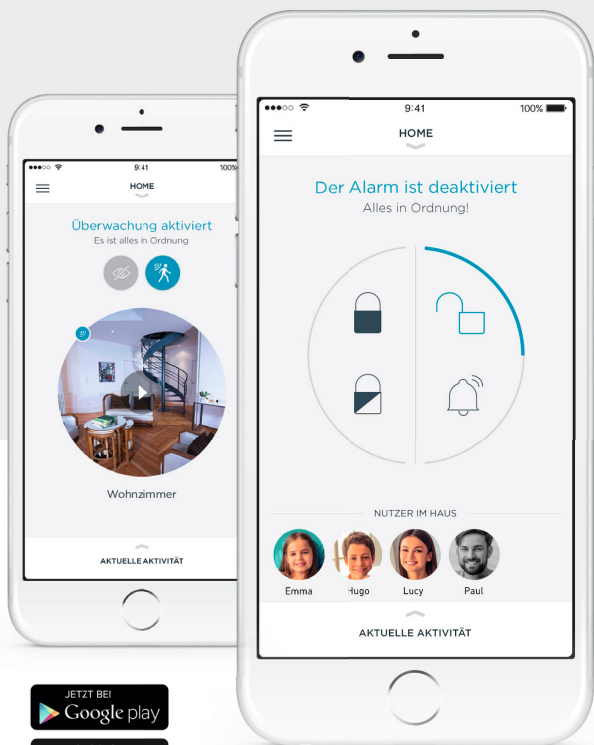 9:41
100%
HOME
Überwachung aktiviert
Es ist alles in Ordnung
Wohnzimmer
AKTUELLE AKTIVITÄT
9:41
100%
HOME
Der Alarm ist deaktiviert
Alles in Ordnung!
NUTZER IM HAUS
Emma Hugo Lucy Paul
AKTUELLE AKTIVITÄT
JETZT BEI
Google play